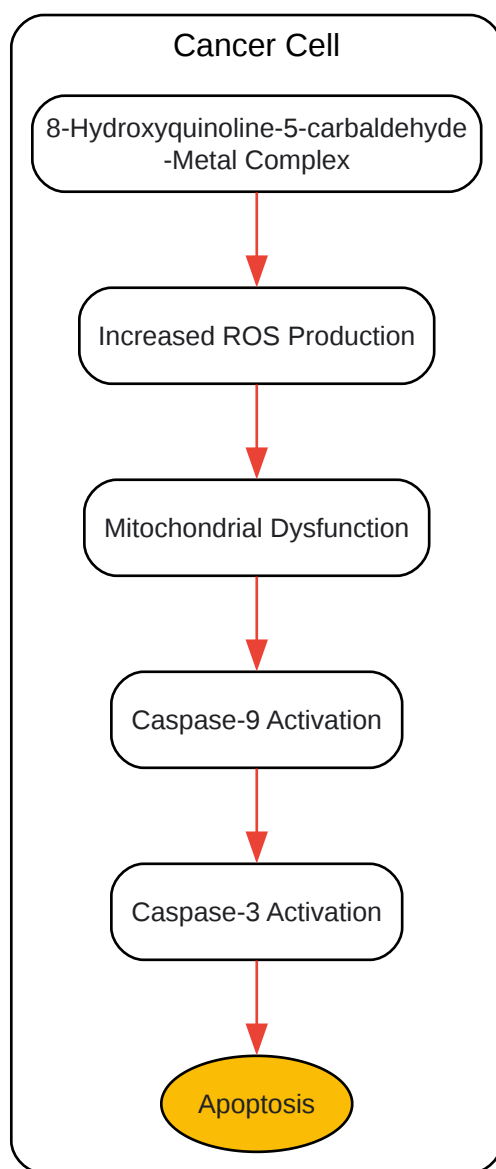 Cancer Cell
8-Hydroxyquinoline-5-carbaldehyde
-Metal Complex
Increased ROS Production
Mitochondrial Dysfunction
Caspase-9 Activation
Caspase-3 Activation
Apoptosis